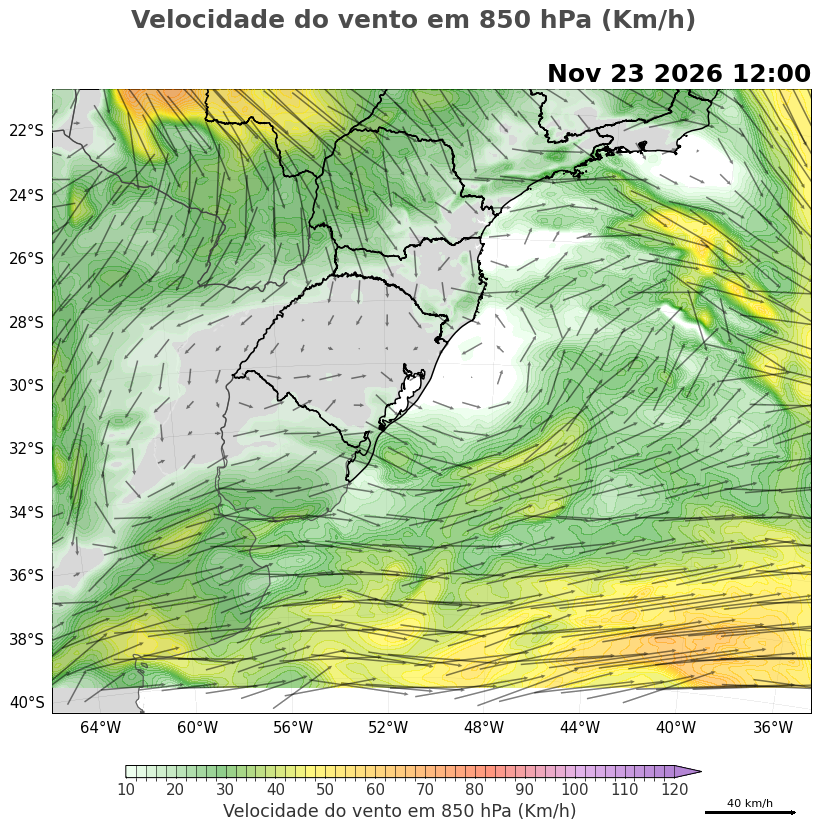 Velocidade do vento em 850 hPa (Km/h)
Nov 23 2026 12:00
22°S
24°S
26°S
28°S
30°S
32°S
34°S
36°S
38°S
40°S
64°W 60°W 56°W 52°W 48°W 44°W 40°W 36°W
10 20 30 40 50 60 70 80 90 100 110 120
40 km/h
Velocidade do vento em 850 hPa (Km/h)